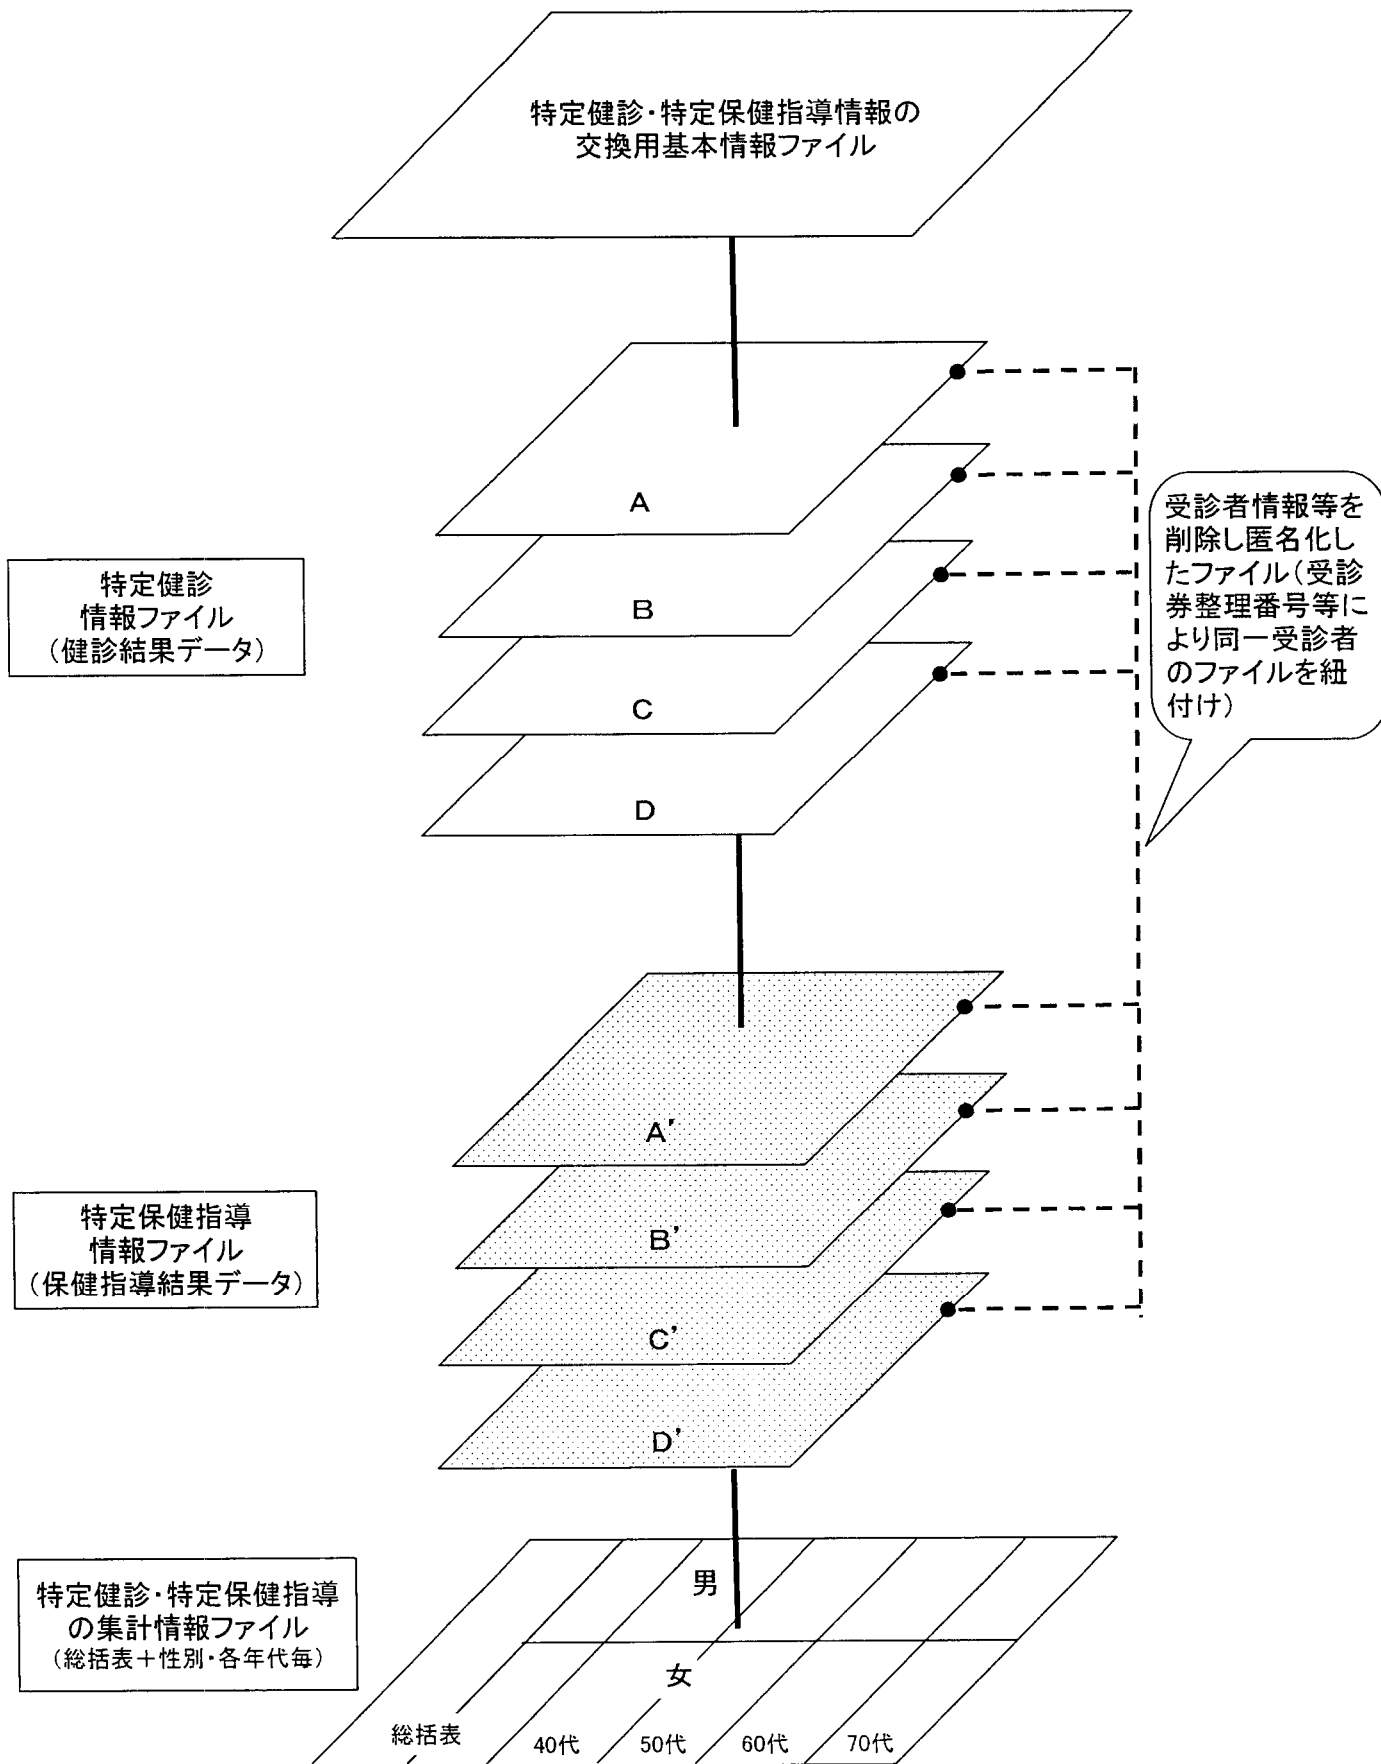 特定健診・特定保健指導情報の
交換用基本情報ファイル
A
B
C
D
受診者情報等を
削除し匿名化し
たファイル（受診
券整理番号等に
より同一受診者
のファイルを紐
付け）
特定健診
情報ファイル
（健診結果データ）
A'
B'
C'
D'
特定保健指導
情報ファイル
（保健指導結果データ）
特定健診・特定保健指導
の集計情報ファイル
（総括表＋性別・各年代毎）
男
女
総括表
40代
50代
60代
70代